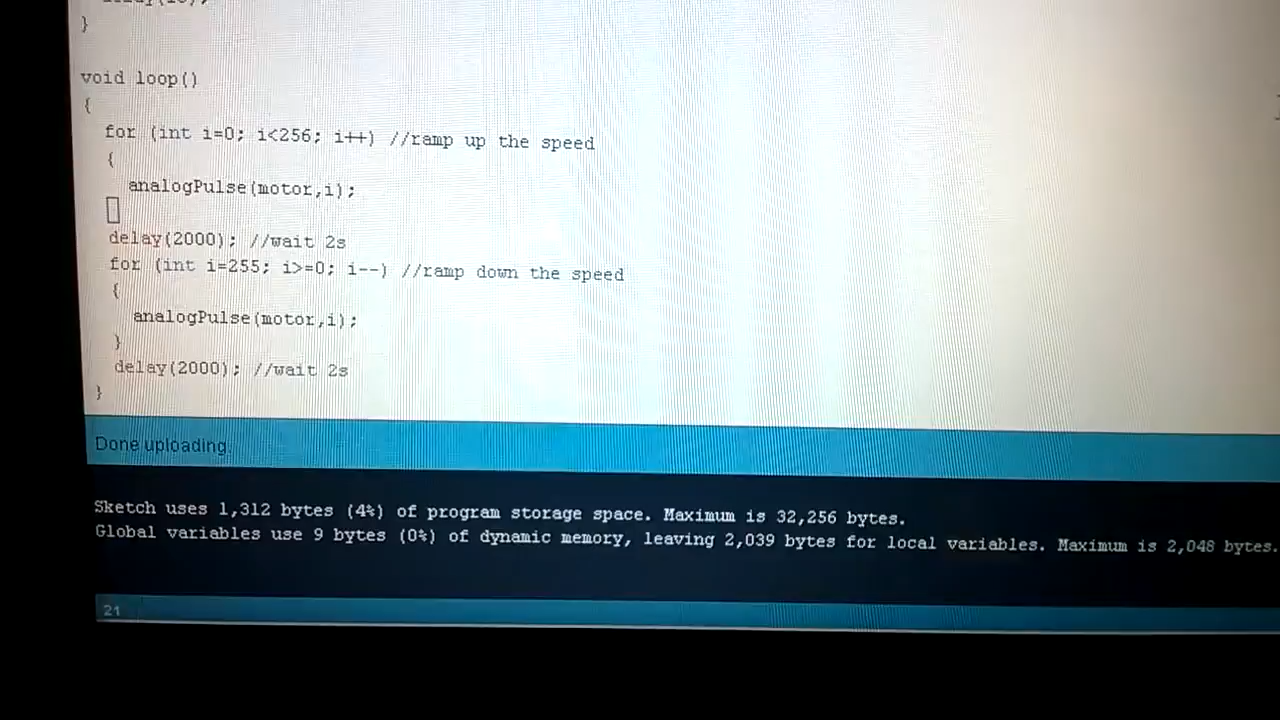 }
void loop()
{
for (int i=0; i<256; i++) //ramp up the speed
{
analogPulse(motor,i);
delay(2000); //wait 2s
for (int i=255; i>=0; i--) //ramp down the speed
{
analogPulse(motor,i);
}
delay(2000); //wait 2s
}
Done uploading.
Sketch uses 1,312 bytes (4%) of program storage space. Maximum is 32,256 bytes.
Global variables use 9 bytes (0%) of dynamic memory, leaving 2,039 bytes for local variables. Maximum is 2,048 bytes.
21